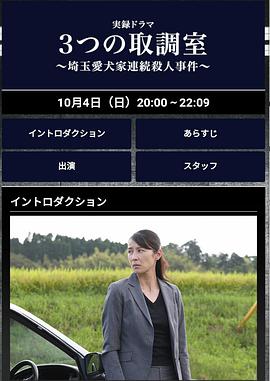 実録ドラマ
3つの取調室
～埼玉愛犬家連続殺人事件～
10月4日（日）20:00～22:09
イントロダクション
あらすじ
出演
スタッフ
イントロダクション